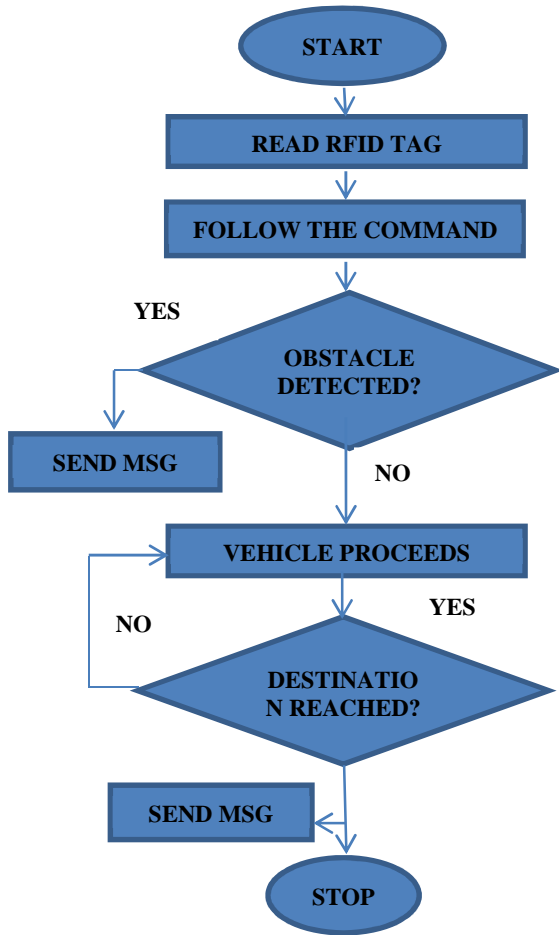 START
READ RFID TAG
FOLLOW THE COMMAND
YES
OBSTACLE
DETECTED?
SEND MSG
NO
VEHICLE PROCEEDS
YES
NO
DESTINATIO
N REACHED?
SEND MSG
STOP